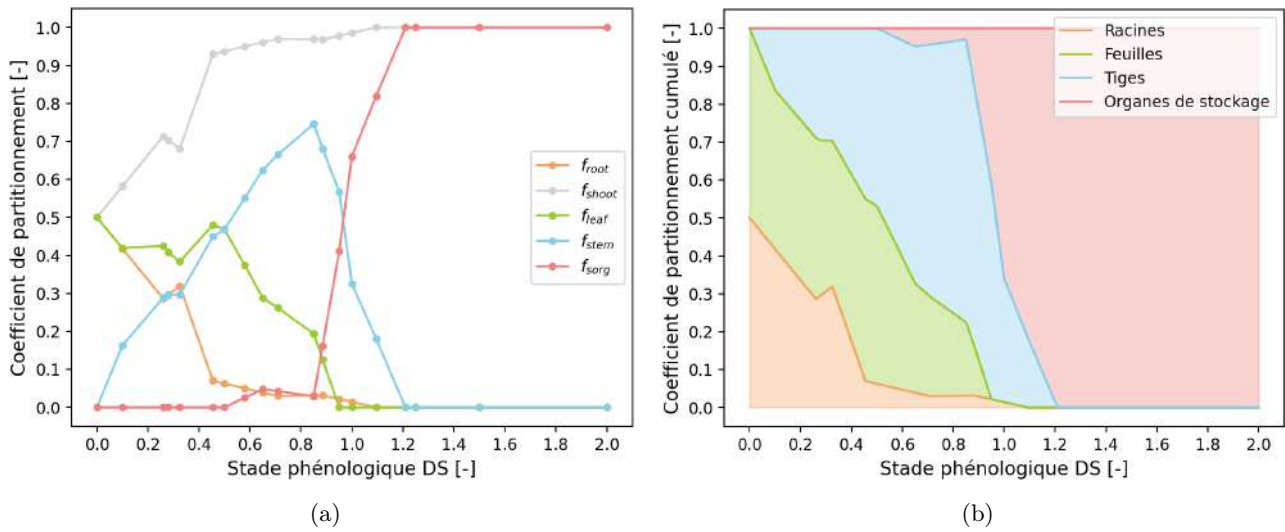 1.0
0.9
0.8
0.7
0.6
0.5
0.4
0.3
0.2
0.1
0.0
Coefficient de partitionnement [-]
f_root
f_shoot
f_leaf
f_stem
f_sorg
0.0 0.2 0.4 0.6 0.8 1.0 1.2 1.4 1.5 1.8 2.0
Stade phénologique DS [-]
(a)
1.0
0.9
0.8
0.7
0.6
0.5
0.4
0.3
0.2
0.1
0.0
Coefficient de partitionnement cumulé [-]
Racines
Feuilles
Tiges
Organes de stockage
0.0 0.2 0.4 0.6 0.8 1.0 1.2 1.4 1.5 1.8 2.0
Stade phénologique DS [-]
(b)